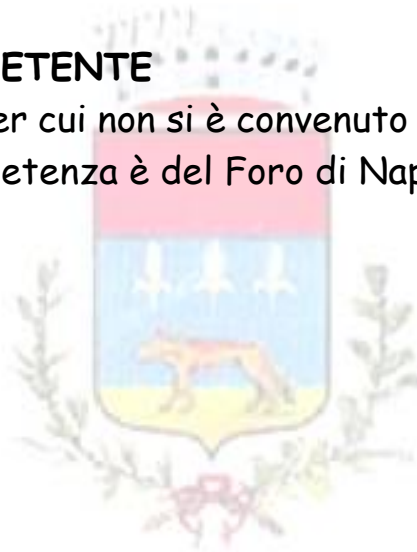 ETENTE
er cui non si è convenuto
etenza è del Foro di Nap